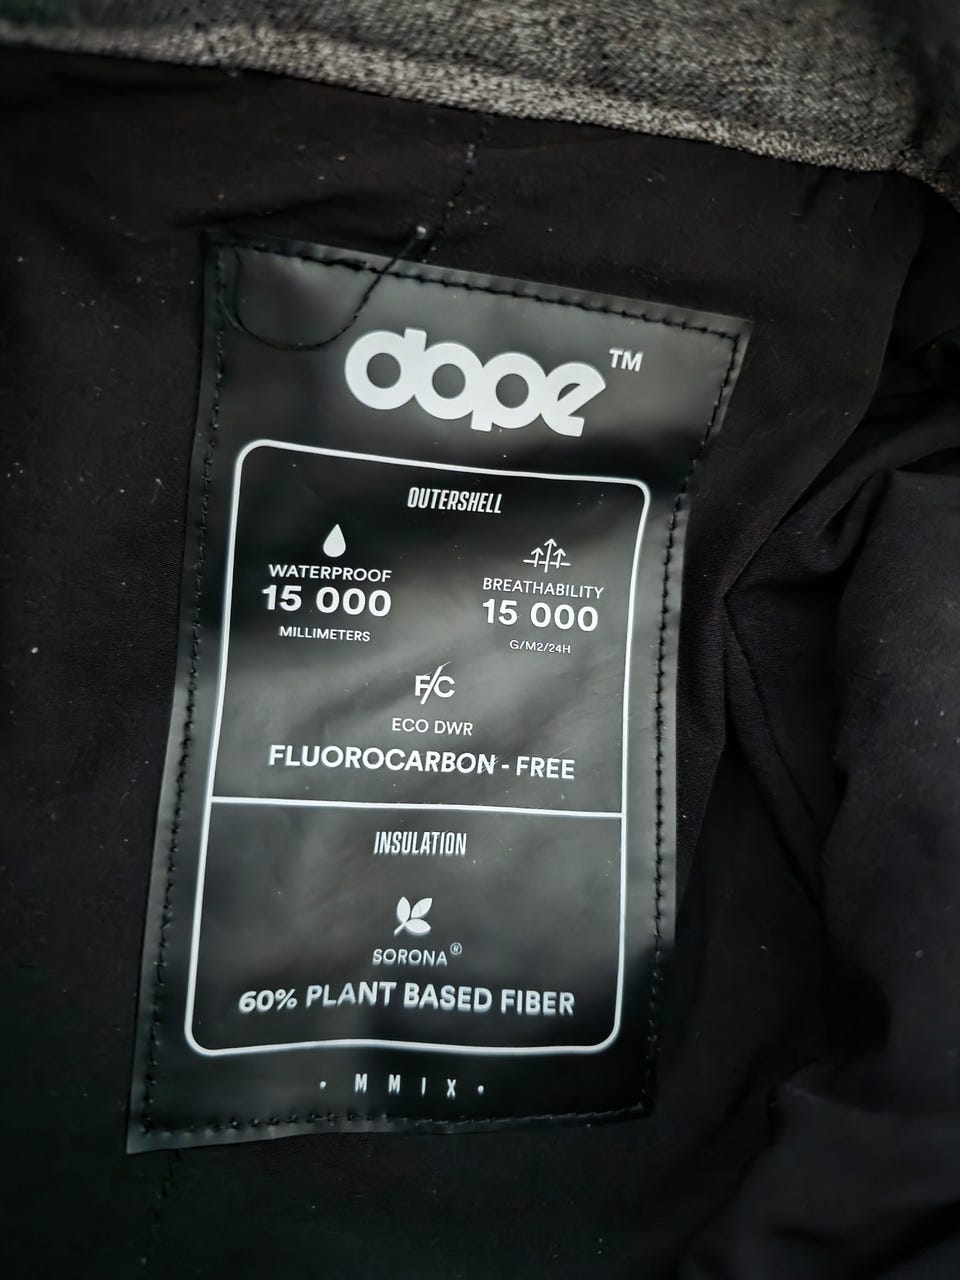 dope™
OUTERSHELL
WATERPROOF
15 000
MILLIMETERS
BREATHABILITY
15 000
G/M2/24H
F/C
ECO DWR
FLUOROCARBON - FREE
INSULATION
SORONA®
60% PLANT BASED FIBER
· M M I X ·